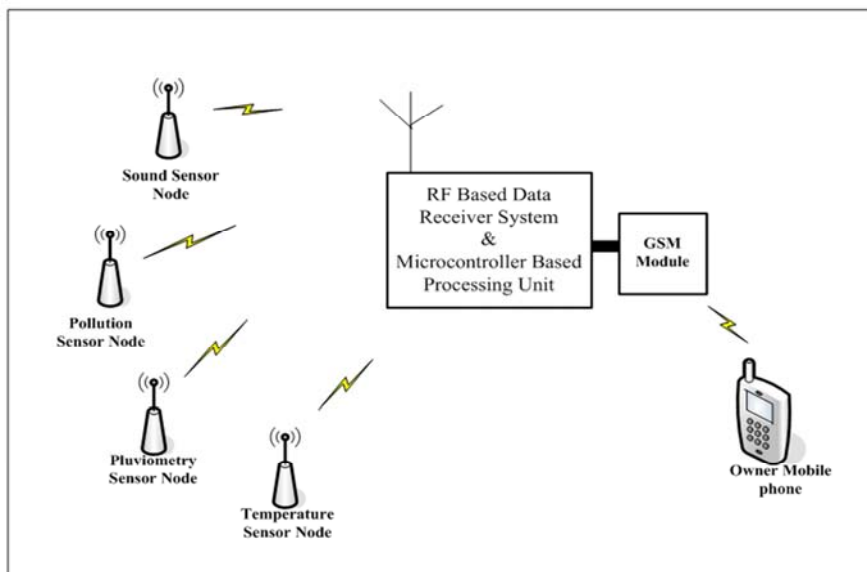 Sound Sensor
Node
Pollution
Sensor Node
Pluviometry
Sensor Node
Temperature
Sensor Node
RF Based Data
Receiver System
&
Microcontroller Based
Processing Unit
GSM
Module
Owner Mobile
phone